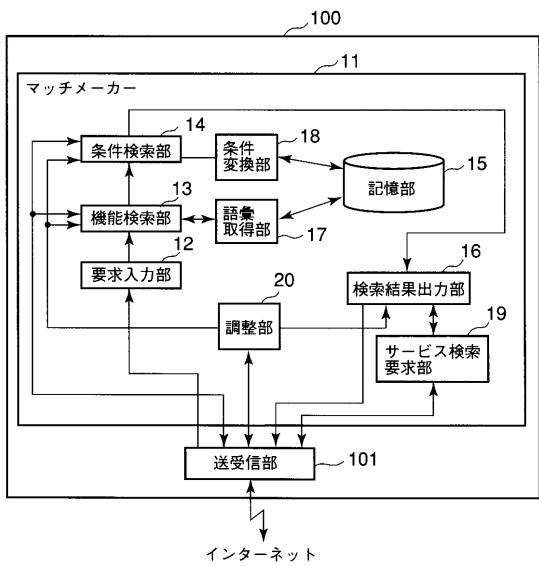 100
11
マッチメーカー
14
条件検索部
18
条件
変換部
15
記憶部
13
機能検索部
語彙
取得部
17
12
要求入力部
16
検索結果出力部
20
調整部
19
サービス検索
要求部
送受信部
101
インターネット